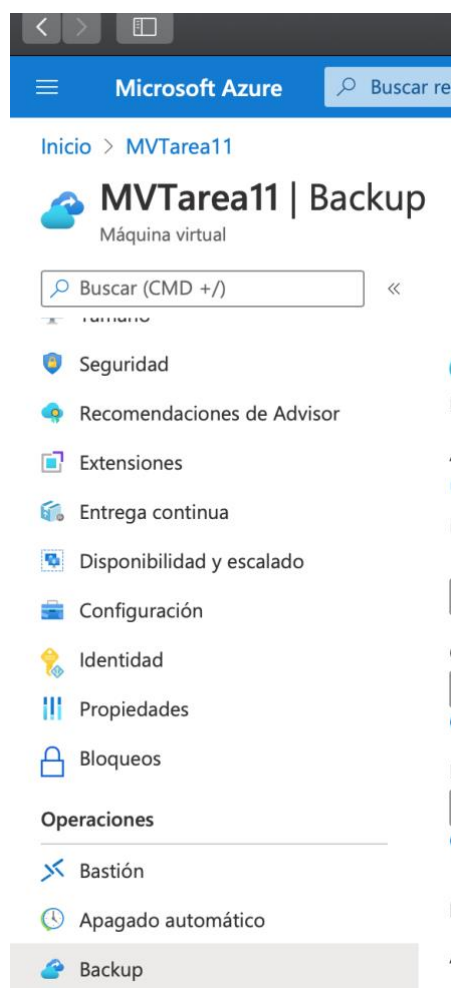 Microsoft Azure
Buscar re
Inicio > MVTarea11
MVTarea11 | Backup
Máquina virtual
Buscar (CMD +/)
«
Seguridad
Recomendaciones de Advisor
Extensiones
Entrega continua
Disponibilidad y escalado
Configuración
Identidad
Propiedades
Bloqueos
Operaciones
Bastión
Apagado automático
Backup